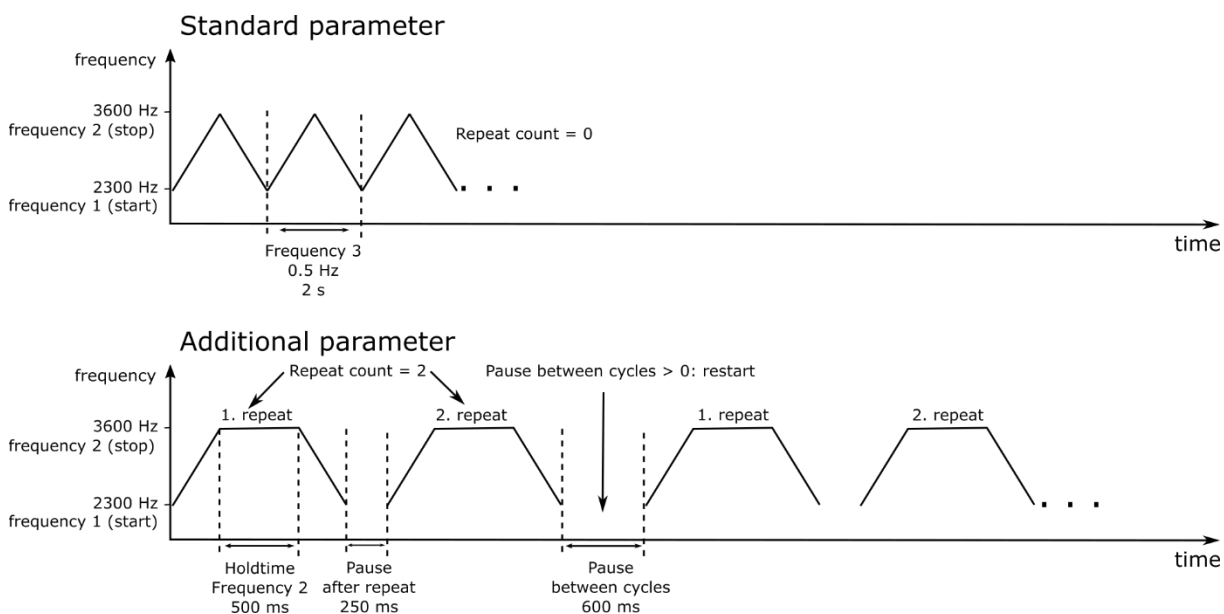 Standard parameter
frequency
3600 Hz
frequency 2 (stop)
Repeat count = 0
2300 Hz
frequency 1 (start)
. . .
time
Frequency 3
0.5 Hz
2 s
Additional parameter
frequency
Repeat count = 2
Pause between cycles > 0: restart
1. repeat
2. repeat
1. repeat
2. repeat
3600 Hz
frequency 2 (stop)
2300 Hz
frequency 1 (start)
. . .
time
Holdtime
Frequency 2
500 ms
Pause
after repeat
250 ms
Pause
between cycles
600 ms